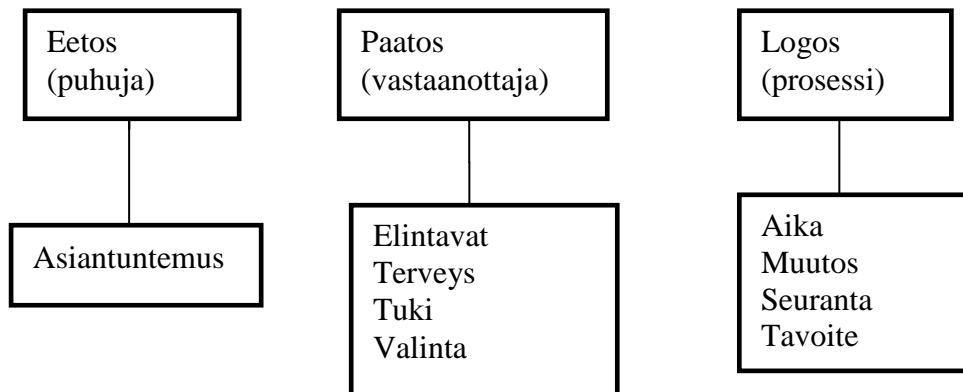 Eetos
(puhuja)
Paatos
(vastaanottaja)
Logos
(prosessi)
Asiantuntemus
Elintavat
Terveys
Tuki
Valinta
Aika
Muutos
Seuranta
Tavoite